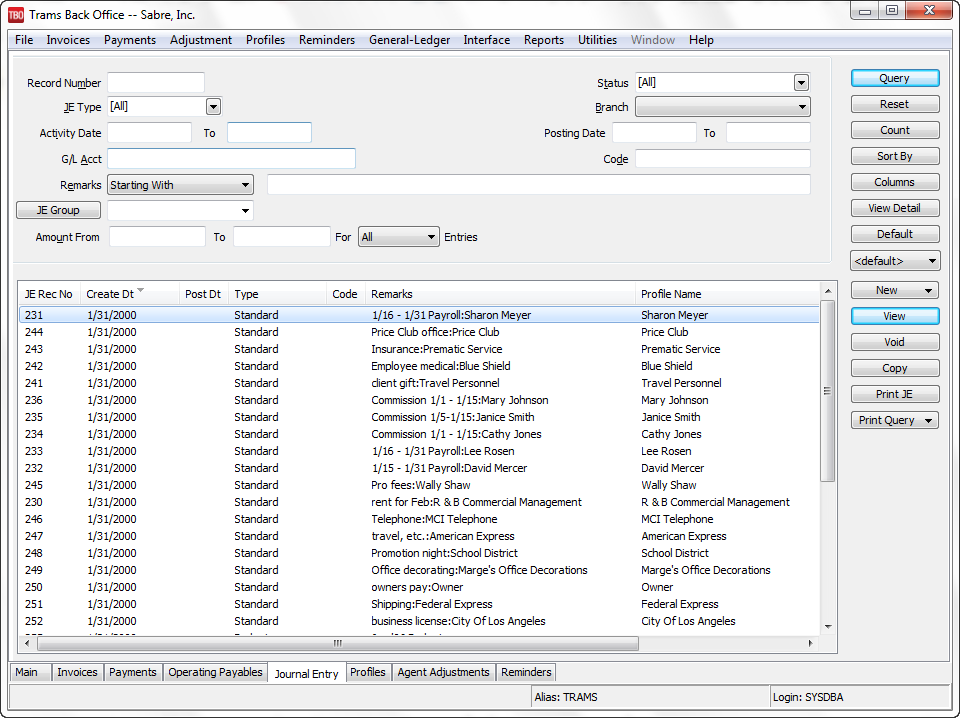 TBO Trams Back Office -- Sabre, Inc.
File Invoices Payments Adjustment Profiles Reminders General-Ledger Interface Reports Utilities Window Help
Record Number Status [All] Query
JE Type [All] Branch Reset
Activity Date To Posting Date To Count
G/L Acct Code Sort By
Remarks Starting With Columns
JE Group View Detail
Amount From To For All Entries Default
<default>
JE Rec No Create Dt Post Dt Type Code Remarks Profile Name New
231 1/31/2000 Standard 1/16 - 1/31 Payroll:Sharon Meyer Sharon Meyer View
244 1/31/2000 Standard Price Club office:Price Club Price Club
243 1/31/2000 Standard Insurance:Prematic Service Prematic Service Void
242 1/31/2000 Standard Employee medical:Blue Shield Blue Shield Copy
241 1/31/2000 Standard client gift:Travel Personnel Travel Personnel
236 1/31/2000 Standard Commission 1/1 - 1/15:Mary Johnson Mary Johnson Print JE
235 1/31/2000 Standard Commission 1/5-1/15:Janice Smith Janice Smith Print Query
234 1/31/2000 Standard Commission 1/1 - 1/15:Cathy Jones Cathy Jones
233 1/31/2000 Standard 1/16 - 1/31 Payroll:Lee Rosen Lee Rosen
232 1/31/2000 Standard 1/15 - 1/31 Payroll:David Mercer David Mercer
245 1/31/2000 Standard Pro fees:Wally Shaw Wally Shaw
230 1/31/2000 Standard rent for Feb:R & B Commercial Management R & B Commercial Management
246 1/31/2000 Standard Telephone:MCI Telephone MCI Telephone
247 1/31/2000 Standard travel, etc.:American Express American Express
248 1/31/2000 Standard Promotion night:School District School District
249 1/31/2000 Standard Office decorating:Marge's Office Decorations Marge's Office Decorations
250 1/31/2000 Standard owners pay:Owner Owner
251 1/31/2000 Standard Shipping:Federal Express Federal Express
252 1/31/2000 Standard business license:City Of Los Angeles City Of Los Angeles
Main Invoices Payments Operating Payables Journal Entry Profiles Agent Adjustments Reminders
Alias: TRAMS Login: SYSDBA